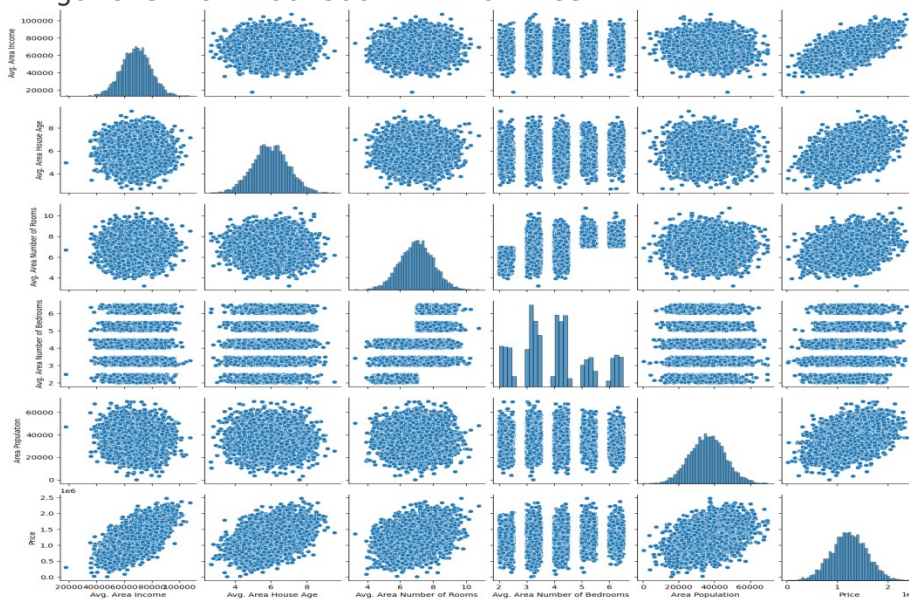 100000
80000
60000
40000
20000
Avg. Area Income
8
6
4
Avg. Area House Age
10
8
6
4
Avg. Area Number of Rooms
6
5
4
3
2
Avg. Area Number of Bedrooms
60000
40000
20000
0
Area Population
1e6
2.5
2.0
1.5
1.0
0.5
0.0
Price
20000 40000 60000 80000 100000
4 6 8
4 6 8 10
2 3 4 5 6
0 20000 40000 60000
0 1 2
Avg. Area Income
Avg. Area House Age
Avg. Area Number of Rooms
Avg. Area Number of Bedrooms
Area Population
Price